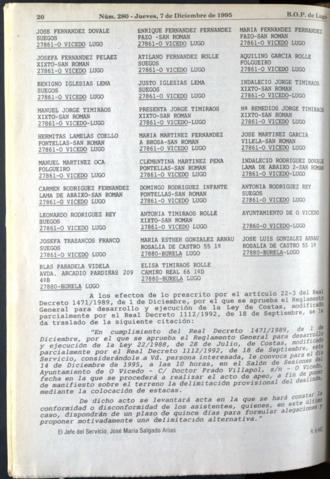 20 Núm. 280 - Jueves, 7 de Diciembre de 1995 B.O.P. de Lugo
JOSE FERNANDEZ DOVALE
SUEGOS
27861-O VICEDO LUGO
ENRIQUE FERNANDEZ FERNANDEZ
PAZO -SAN ROMAN
27861-O VICEDO LUGO
MARIA FERNANDEZ FERNANDEZ
PAZO-SAN ROMAN
27861-O VICEDO LUGO
JOSEFA FERNANDEZ PELAEZ
XIXTO-SAN ROMAN
27861-O VICEDO LUGO
ATILANO FERNANDEZ ROLLE
SUEGOS
27861-O VICEDO LUGO
AQUILINO GARCIA ROLLE
FOLGUEIRO
27861-O VICEDO LUGO
BENIGNO IGLESIAS LEMA
SUEGOS
27861-O VICEDO LUGO
JUSTO IGLESIAS LEMA
SUEGOS
27861-O VICEDO LUGO
INDALECIO JORGE TIMIRAOS
XIXTO-SAN ROMAN
27861-O VICEDO LUGO
MANUEL JORGE TIMIRAOS
XIXTO-SAN ROMAN
27861-O VICEDO-LUGO
PRESENTA JORGE TIMIRAOS
XIXTO-SAN ROMAN
27861-O VICEDO-LUGO
Mª REMEDIOS JORGE TIMIRAOS
XIXTO-SAN ROMAN
27861-O VICEDO-LUGO
HERMITAS LAMELAS COELLO
PONTELLAS-SAN ROMAN
27861-O VICEDO LUGO
MARIA MARTINEZ FERNANDEZ
A BROSA-SAN ROMAN
27861-O VICEDO LUGO
JOSE MARTINEZ GARCIA
VILELA-SAN ROMAN
27861-O VICEDO LUGO
MANUEL MARTINEZ OCA
FOLGUEIRO
27861-O VICEDO LUGO
CLEMENTINA MARTINEZ PENA
PONTELLAS-SAN ROMAN
27861-O VICEDO LUGO
INDALECIO RODRIGUEZ DOVALE
LAMA DE ABAIXO J-SAN ROMAN
27861-O VICEDO LUGO
CARMEN RODRIGUEZ FERNANDEZ
LAMA DE ABAIXO-SAN ROMAN
27861-O VICEDO LUGO
DOMINGO RODRIGUEZ INFANTE
PONTELLAS-SAN ROMAN
27861-O VICEDO LUGO
ANTONIA RODRIGUEZ REY
SUEGOS
27861-O VICEDO LUGO
LEONARDO RODRIGUEZ REY
SUEGOS
27861-O VICEDO LUGO
ANTONIA TIMIRAOS ROLLE
XIXTO-SAN ROMAN
27861-O VICEDO LUGO
AYUNTAMIENTO DE O VICEDO
27861-O VICEDO LUGO
JOSEFA TRASANCOS FRANCO
SUEGOS
27861-O VICEDO LUGO
MARIA ESTHER GONZALEZ ARNAU
ROSALIA DE CASTRO 55 1º
27880-BURELA LUGO
JOSE LUIS GONZALEZ ARNAU
ROSALIA DE CASTRO 55 1º
27880-BURELA-LUGO
BLAS PARADELA VIDELA
AVDA. ARCADIO PARDIÑAS 209
4ºB
27880-BURELA LUGO
ELISA TIMIRAOS ROLLE
CAMIÑO REAL 66 1ºD
27880-BURELA LUGO
A los efectos de lo prescrito por el artículo 22-3 del Real
Decreto 1471/1989, de 1 de Diciembre, por el que se aprueba el Reglamento
General para desarrollo y ejecución de la Ley de Costas, modificado
parcialmente por el Real Decreto 1112/1992, de 18 de Septiembre, se le
da traslado de la siguiente citación:
"En cumplimiento del Real Decreto 1471/1989, de 1 de
Diciembre, por el que se aprueba el Reglamento General para desarrollo
y ejecución de la Ley 22/1988, de 28 de Julio, de Costas, modificado
parcialmente por el Real Decreto 1112/1992, de 18 de Septiembre, este
Servicio, considerándole a Vd. persona interesada, le convoca para el día
14 de Diciembre de 1995, a las horas, en el Salón de Sesiones del
Ayuntamiento de O Vicedo - C/ Doctor Prado Villapol, s/n - O Vicedo,
fecha en la que se procederá a realizar el acto de apeo, a fin de poner
de manifiesto sobre el terreno la delimitación provisional del deslinde,
mediante la colocación de estacas.
De dicho acto se levantará acta en la que se hará constar la
conformidad o disconformidad de los asistentes, quienes, en este último
caso, dispondrán de un plazo de quince días para formular alegaciones y
proponer motivadamente una delimitación alternativa."
El Jefe del Servicio, José María Salgado Arias